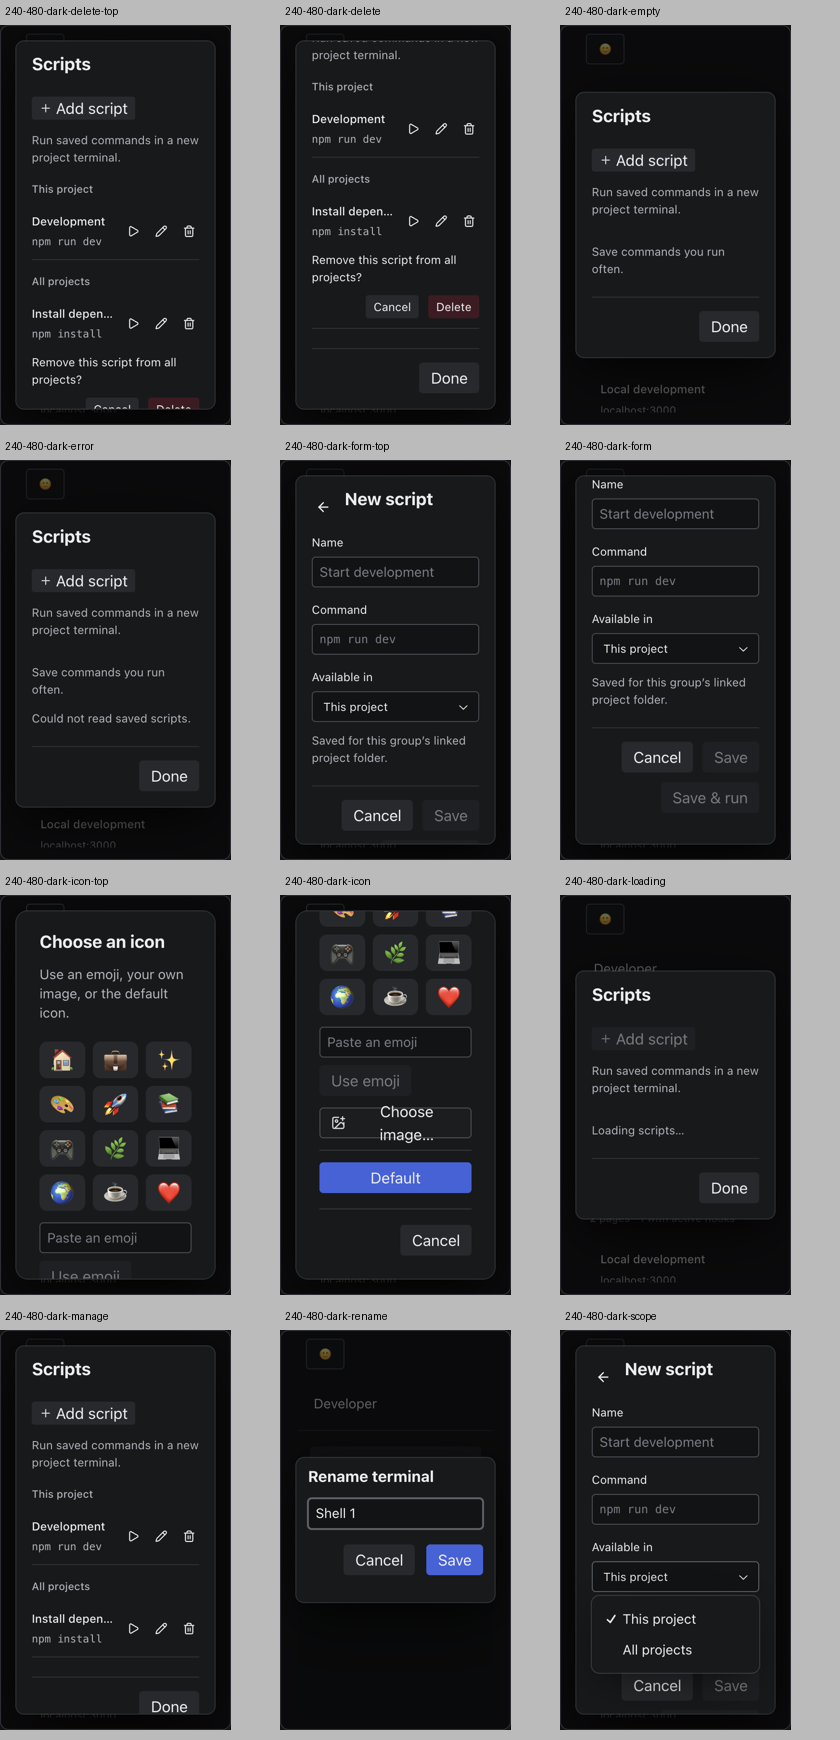 240-480-dark-delete-top
Scripts
+ Add script
Run saved commands in a new
project terminal.
This project
Development
npm run dev
All projects
Install depen...
npm install
Remove this script from all
projects?
Cancel
Delete
240-480-dark-delete
project terminal.
This project
Development
npm run dev
All projects
Install depen...
npm install
Remove this script from all
projects?
Cancel
Delete
Done
240-480-dark-empty
Scripts
+ Add script
Run saved commands in a new
project terminal.
Save commands you run
often.
Done
Local development
localhost:3000
240-480-dark-error
Scripts
+ Add script
Run saved commands in a new
project terminal.
Save commands you run
often.
Could not read saved scripts.
Done
Local development
localhost:3000
240-480-dark-form-top
New script
Name
Start development
Command
npm run dev
Available in
This project
Saved for this group's linked
project folder.
Cancel
Save
240-480-dark-form
Name
Start development
Command
npm run dev
Available in
This project
Saved for this group's linked
project folder.
Cancel
Save
Save & run
240-480-dark-icon-top
Choose an icon
Use an emoji, your own
image, or the default
icon.
Paste an emoji
Use emoji
240-480-dark-icon
Paste an emoji
Use emoji
Choose
image...
Default
Cancel
240-480-dark-loading
Developer
Scripts
+ Add script
Run saved commands in a new
project terminal.
Loading scripts...
Done
Local development
localhost:3000
240-480-dark-manage
Scripts
+ Add script
Run saved commands in a new
project terminal.
This project
Development
npm run dev
All projects
Install depen...
npm install
Done
240-480-dark-rename
Developer
Rename terminal
Shell 1
Cancel
Save
240-480-dark-scope
New script
Name
Start development
Command
npm run dev
Available in
This project
This project
All projects
Cancel
Save